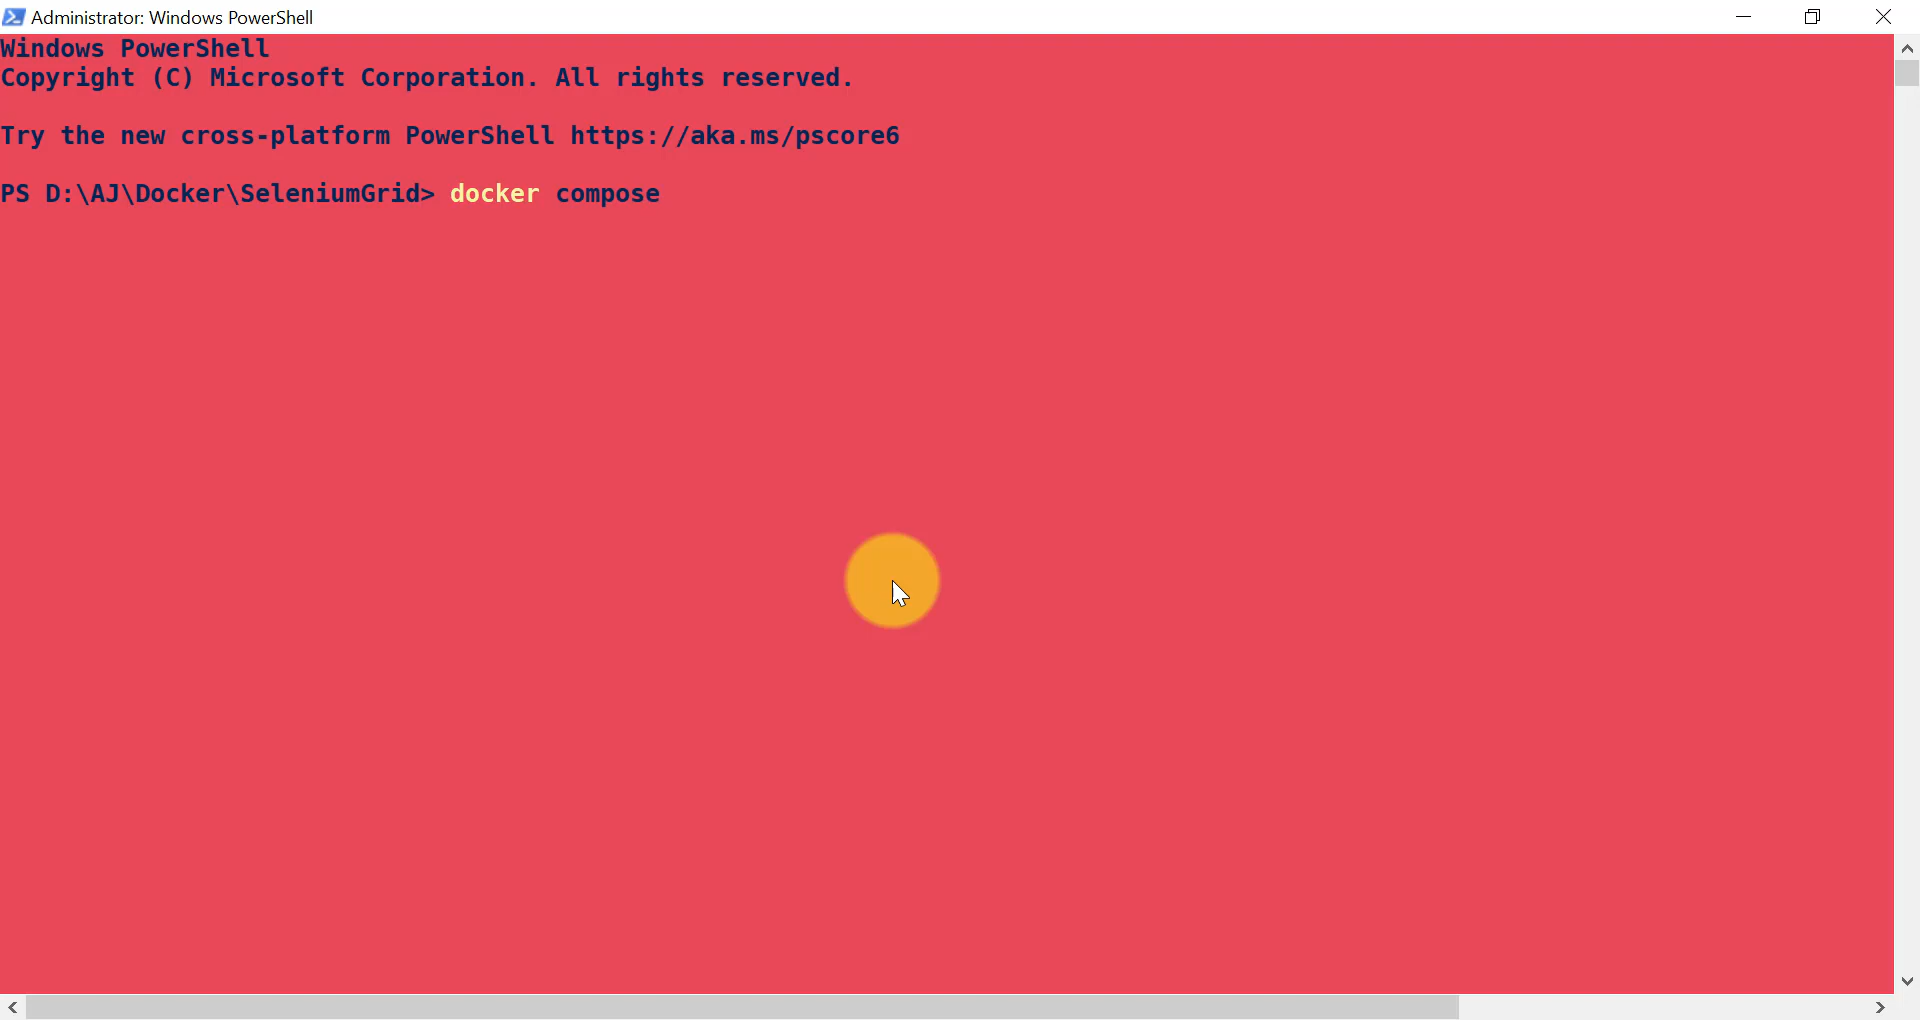 Administrator: Windows PowerShell
Windows PowerShell
Copyright (C) Microsoft Corporation. All rights reserved.
Try the new cross-platform PowerShell https://aka.ms/pscore6
PS D:\AJ\Docker\SeleniumGrid> docker compose